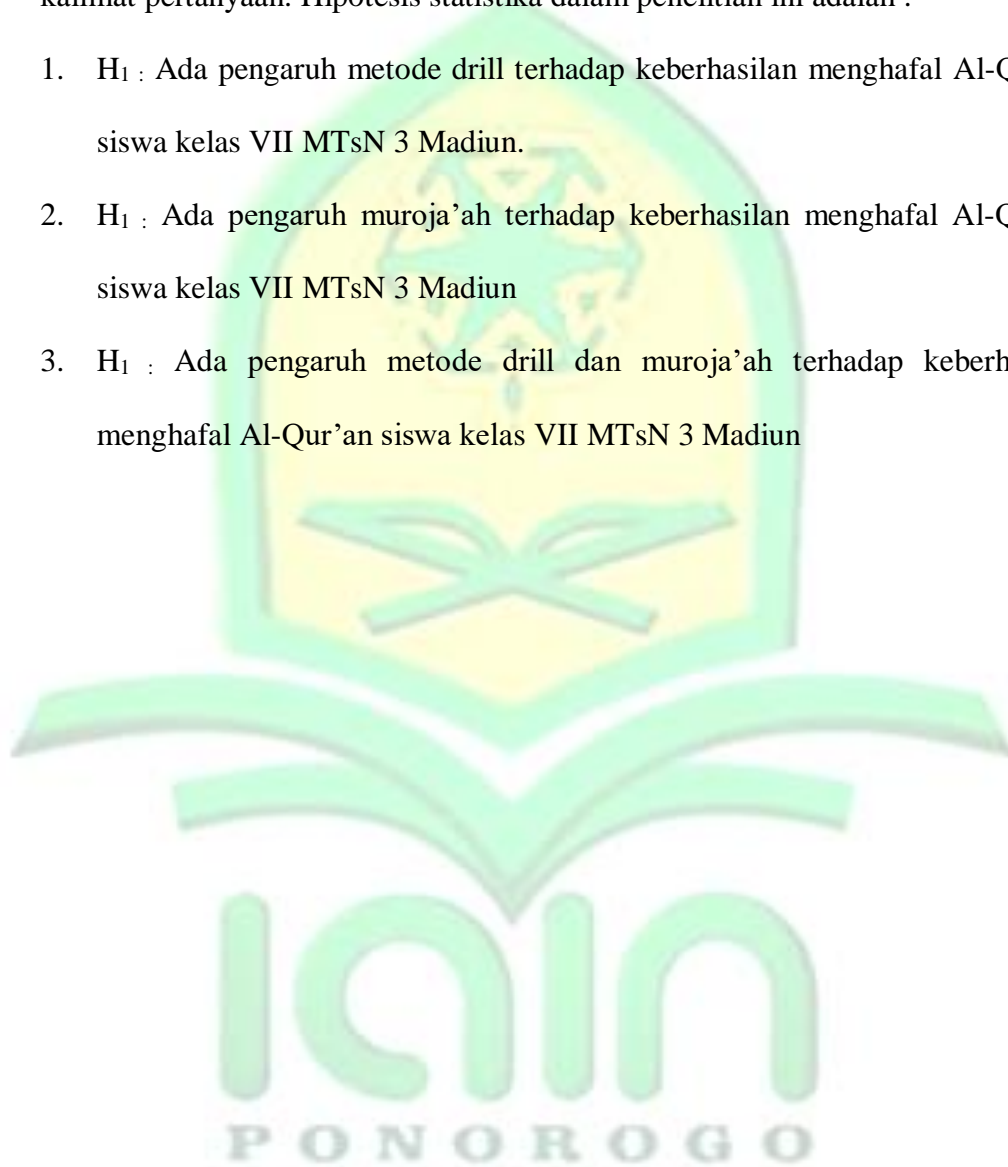 kalimat pertanyaan. Hipotesis statistika dalam penelitian ini adalah :
1. H1 : Ada pengaruh metode drill terhadap keberhasilan menghafal
siswa kelas VII MTsN 3 Madiun.
2. H1 : Ada pengaruh muroja’ah terhadap keberhasilan menghafal
siswa kelas VII MTsN 3 Madiun
3. H1 : Ada pengaruh metode drill dan muroja’ah terhadap
menghafal Al-Qur’an siswa kelas VII MTsN 3 Madiun
iain
PONOROGO